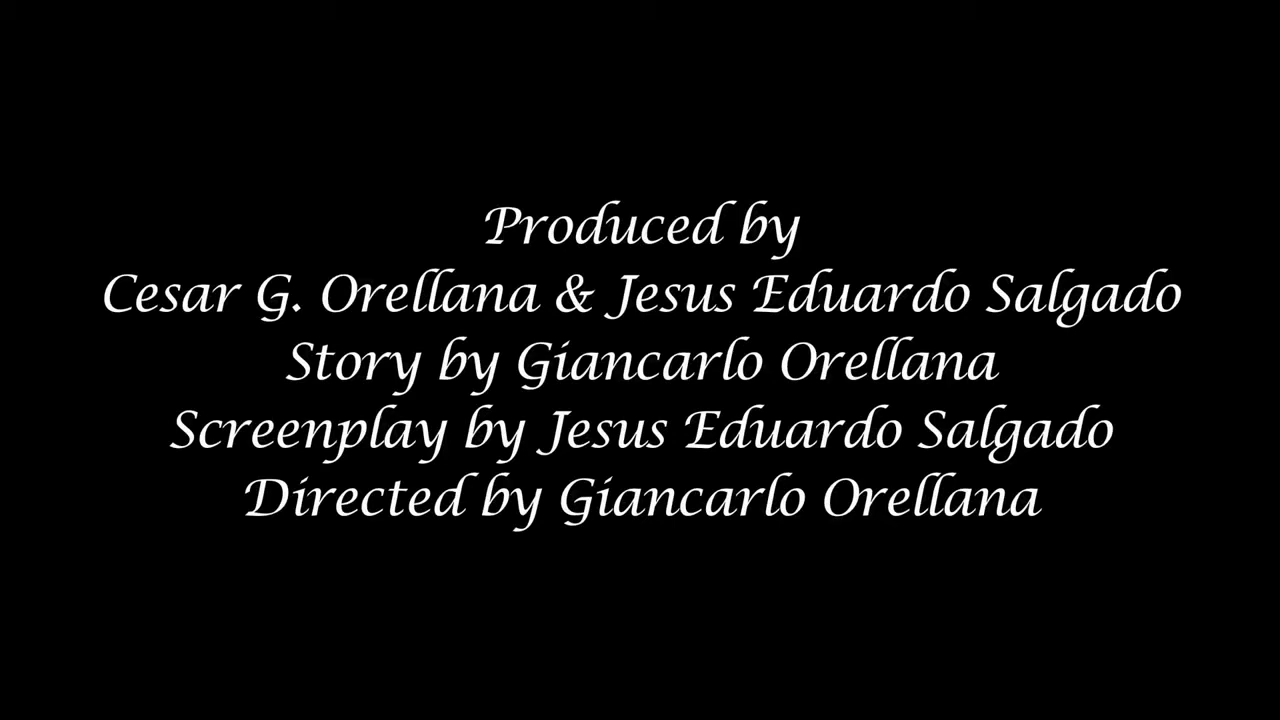 Produced by
Cesar G. Orellana & Jesus Eduardo Salgado
Story by Giancarlo Orellana
Screenplay by Jesus Eduardo Salgado
Directed by Giancarlo Orellana